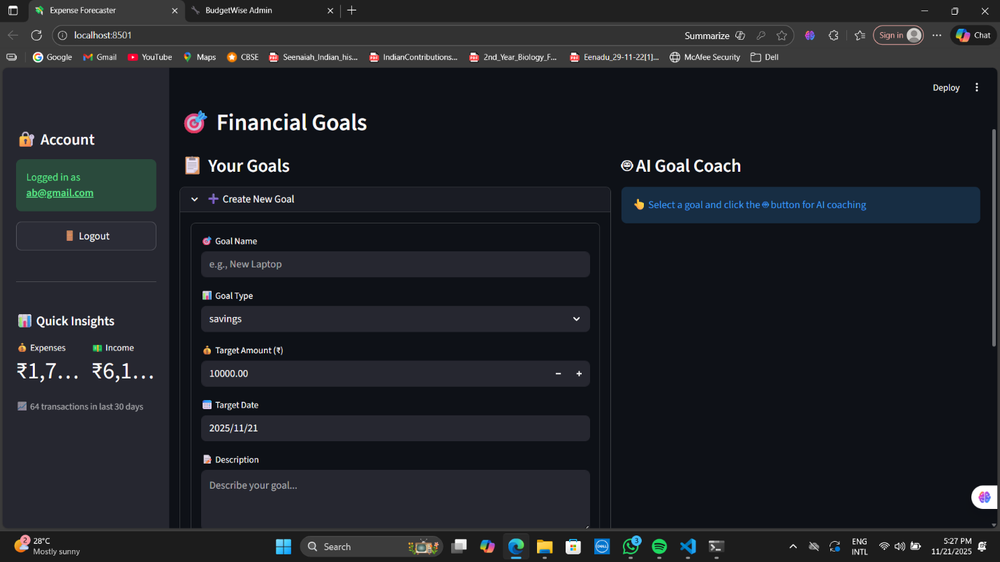 Expense Forecaster
BudgetWise Admin
localhost:8501
Summarize
Sign in
Chat
Google
Gmail
YouTube
Maps
CBSE
Seenaiah_Indian_his...
IndianContributions...
2nd_Year_Biology_F...
Eenadu_29-11-22[1]...
McAfee Security
Dell
Deploy
Account
Logged in as
ab@gmail.com
Logout
Quick Insights
Expenses
Income
₹1,7...
₹6,1...
64 transactions in last 30 days
Financial Goals
Your Goals
Create New Goal
Goal Name
e.g., New Laptop
Goal Type
savings
Target Amount (₹)
10000.00
Target Date
2025/11/21
Description
Describe your goal...
AI Goal Coach
Select a goal and click the button for AI coaching
2
28°C
Mostly sunny
Search
DELL
3
ENG
INTL
5:27 PM
11/21/2025